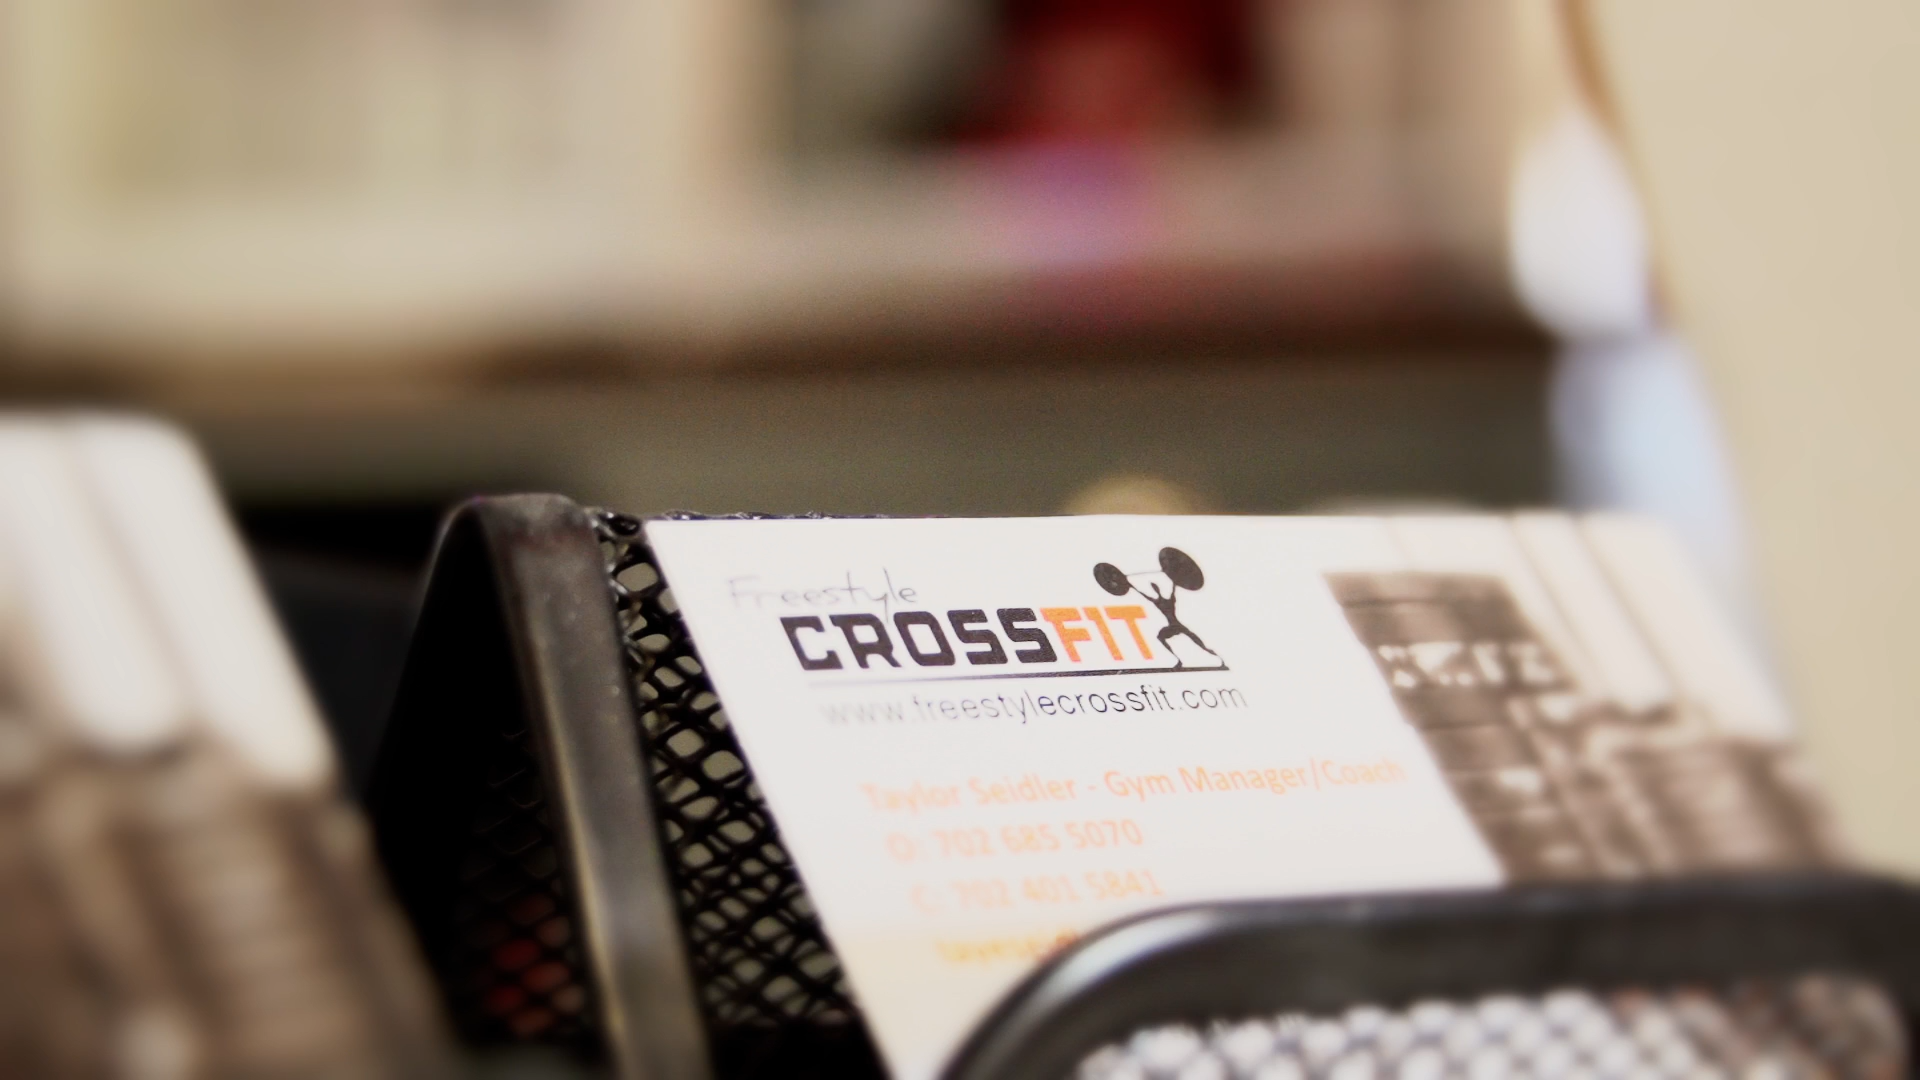 Freestyle
CROSSFIT
www.freestylecrossfit.com
Taylor Seidler - Gym Manager/Coach
O: 702 685 5070
C: 702 401 5841